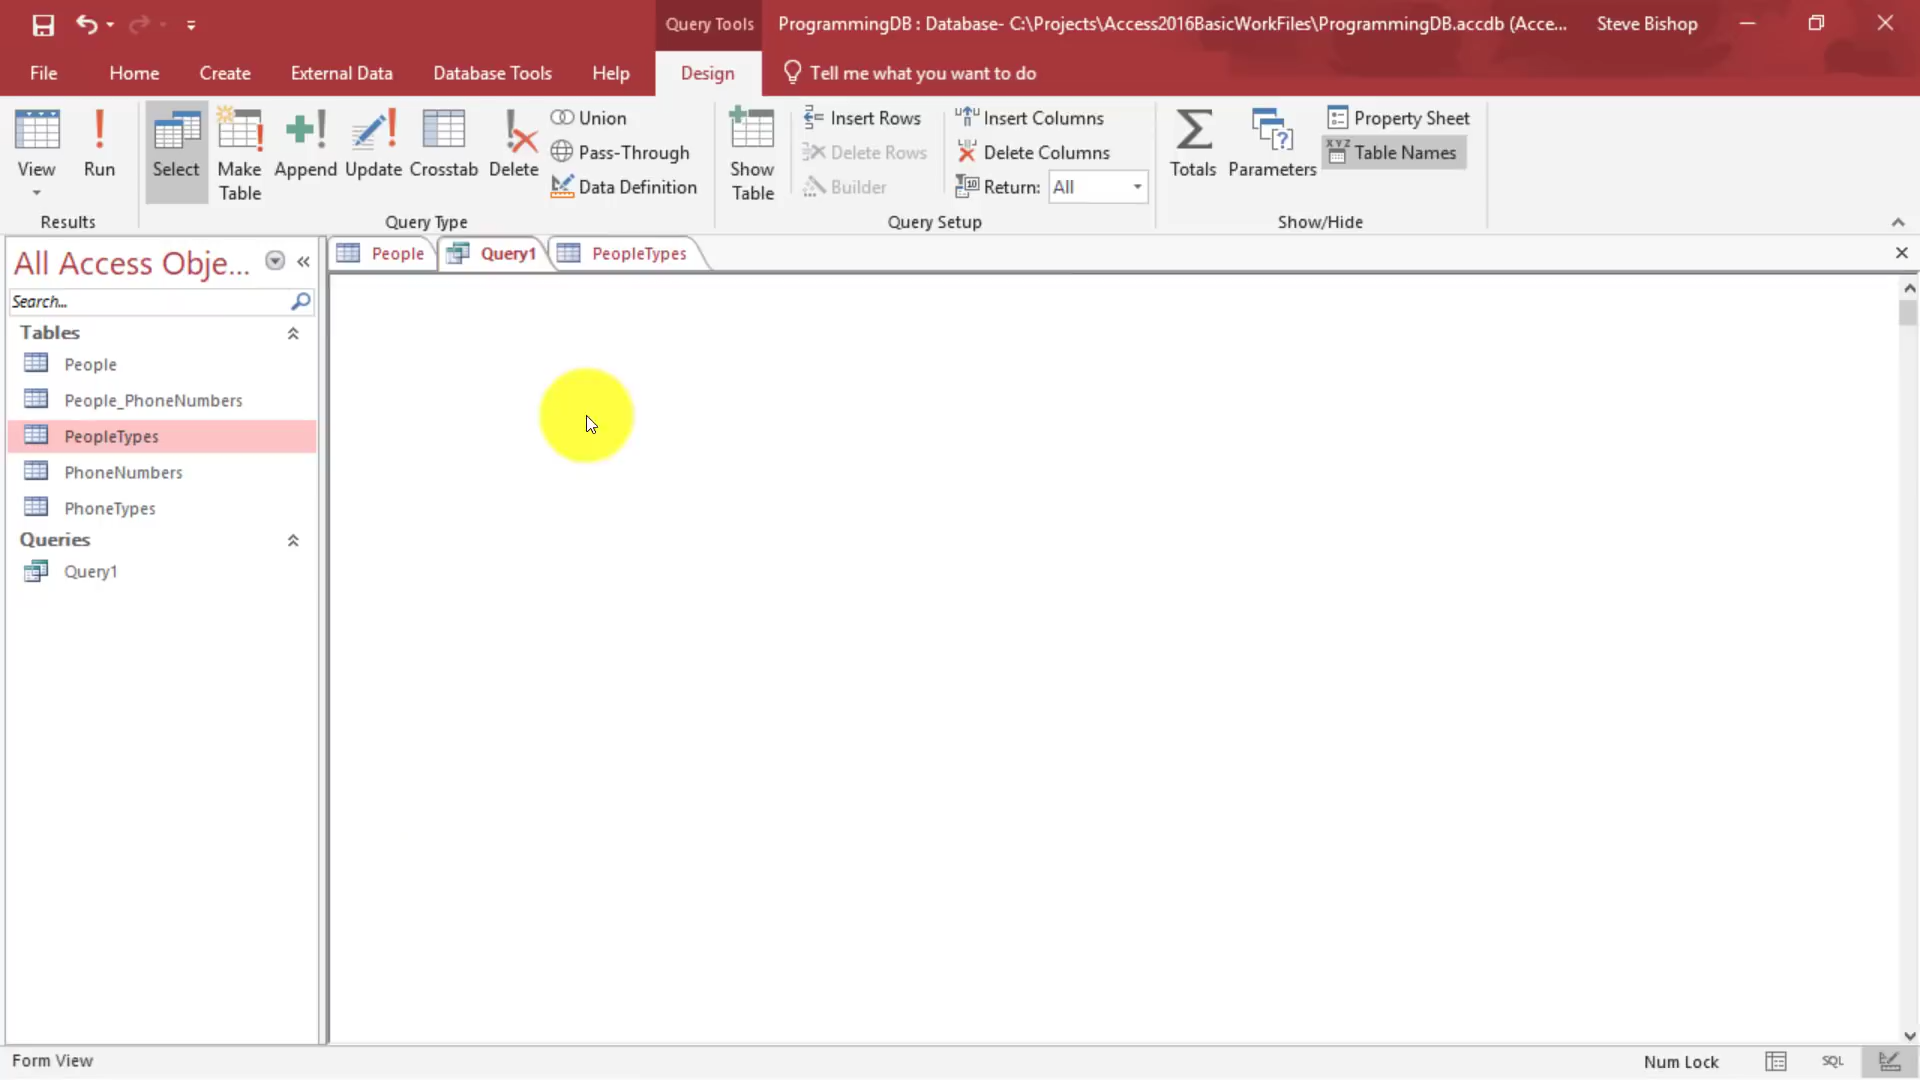 Query Tools
ProgrammingDB : Database- C:\Projects\Access2016BasicWorkFiles\ProgrammingDB.accdb (Acce...
Steve Bishop
File
Home
Create
External Data
Database Tools
Help
Design
Tell me what you want to do
View
Run
Results
Select
Make
Table
Append
Update
Crosstab
Delete
Union
Pass-Through
Data Definition
Query Type
Show
Table
Insert Rows
Delete Rows
Builder
Insert Columns
Delete Columns
Return: All
Query Setup
Totals
Parameters
Property Sheet
Table Names
Show/Hide
All Access Obje...
Search...
Tables
People
People_PhoneNumbers
PeopleTypes
PhoneNumbers
PhoneTypes
Queries
Query1
People
Query1
PeopleTypes
Form View
Num Lock
SQL